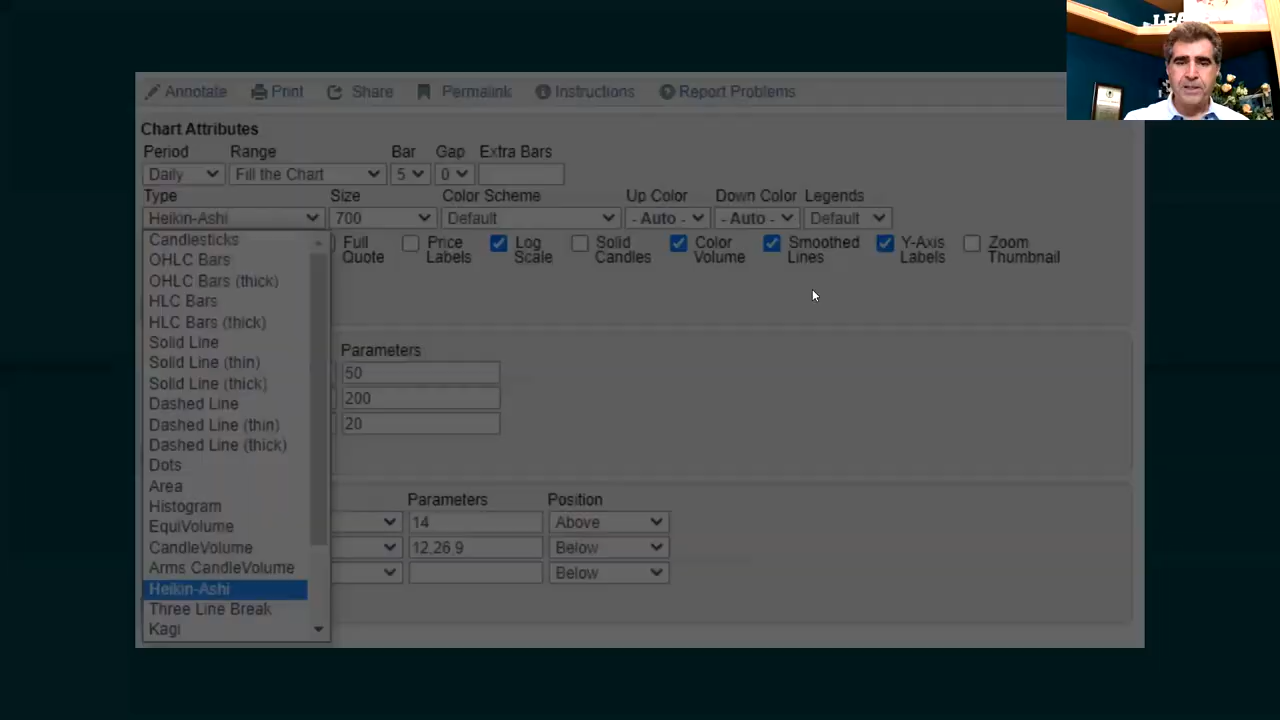 LEA
Annotate Print Share Permalink Instructions Report Problems
Chart Attributes
Period Range Bar Gap Extra Bars
Daily Fill the Chart 5 0
Type Size Color Scheme Up Color Down Color Legends
Heikin-Ashi 700 Default - Auto - - Auto - Default
Candlesticks
OHLC Bars
OHLC Bars (thick)
HLC Bars
HLC Bars (thick)
Solid Line
Solid Line (thin)
Solid Line (thick)
Dashed Line
Dashed Line (thin)
Dashed Line (thick)
Dots
Area
Histogram
EquiVolume
CandleVolume
Arms CandleVolume
Heikin-Ashi
Three Line Break
Kagi
Full Price Log Solid Color Smoothed Y-Axis Zoom
Quote Labels Scale Candles Volume Lines Labels Thumbnail
Parameters
50
200
20
Parameters Position
14 Above
12.26 9 Below
Below